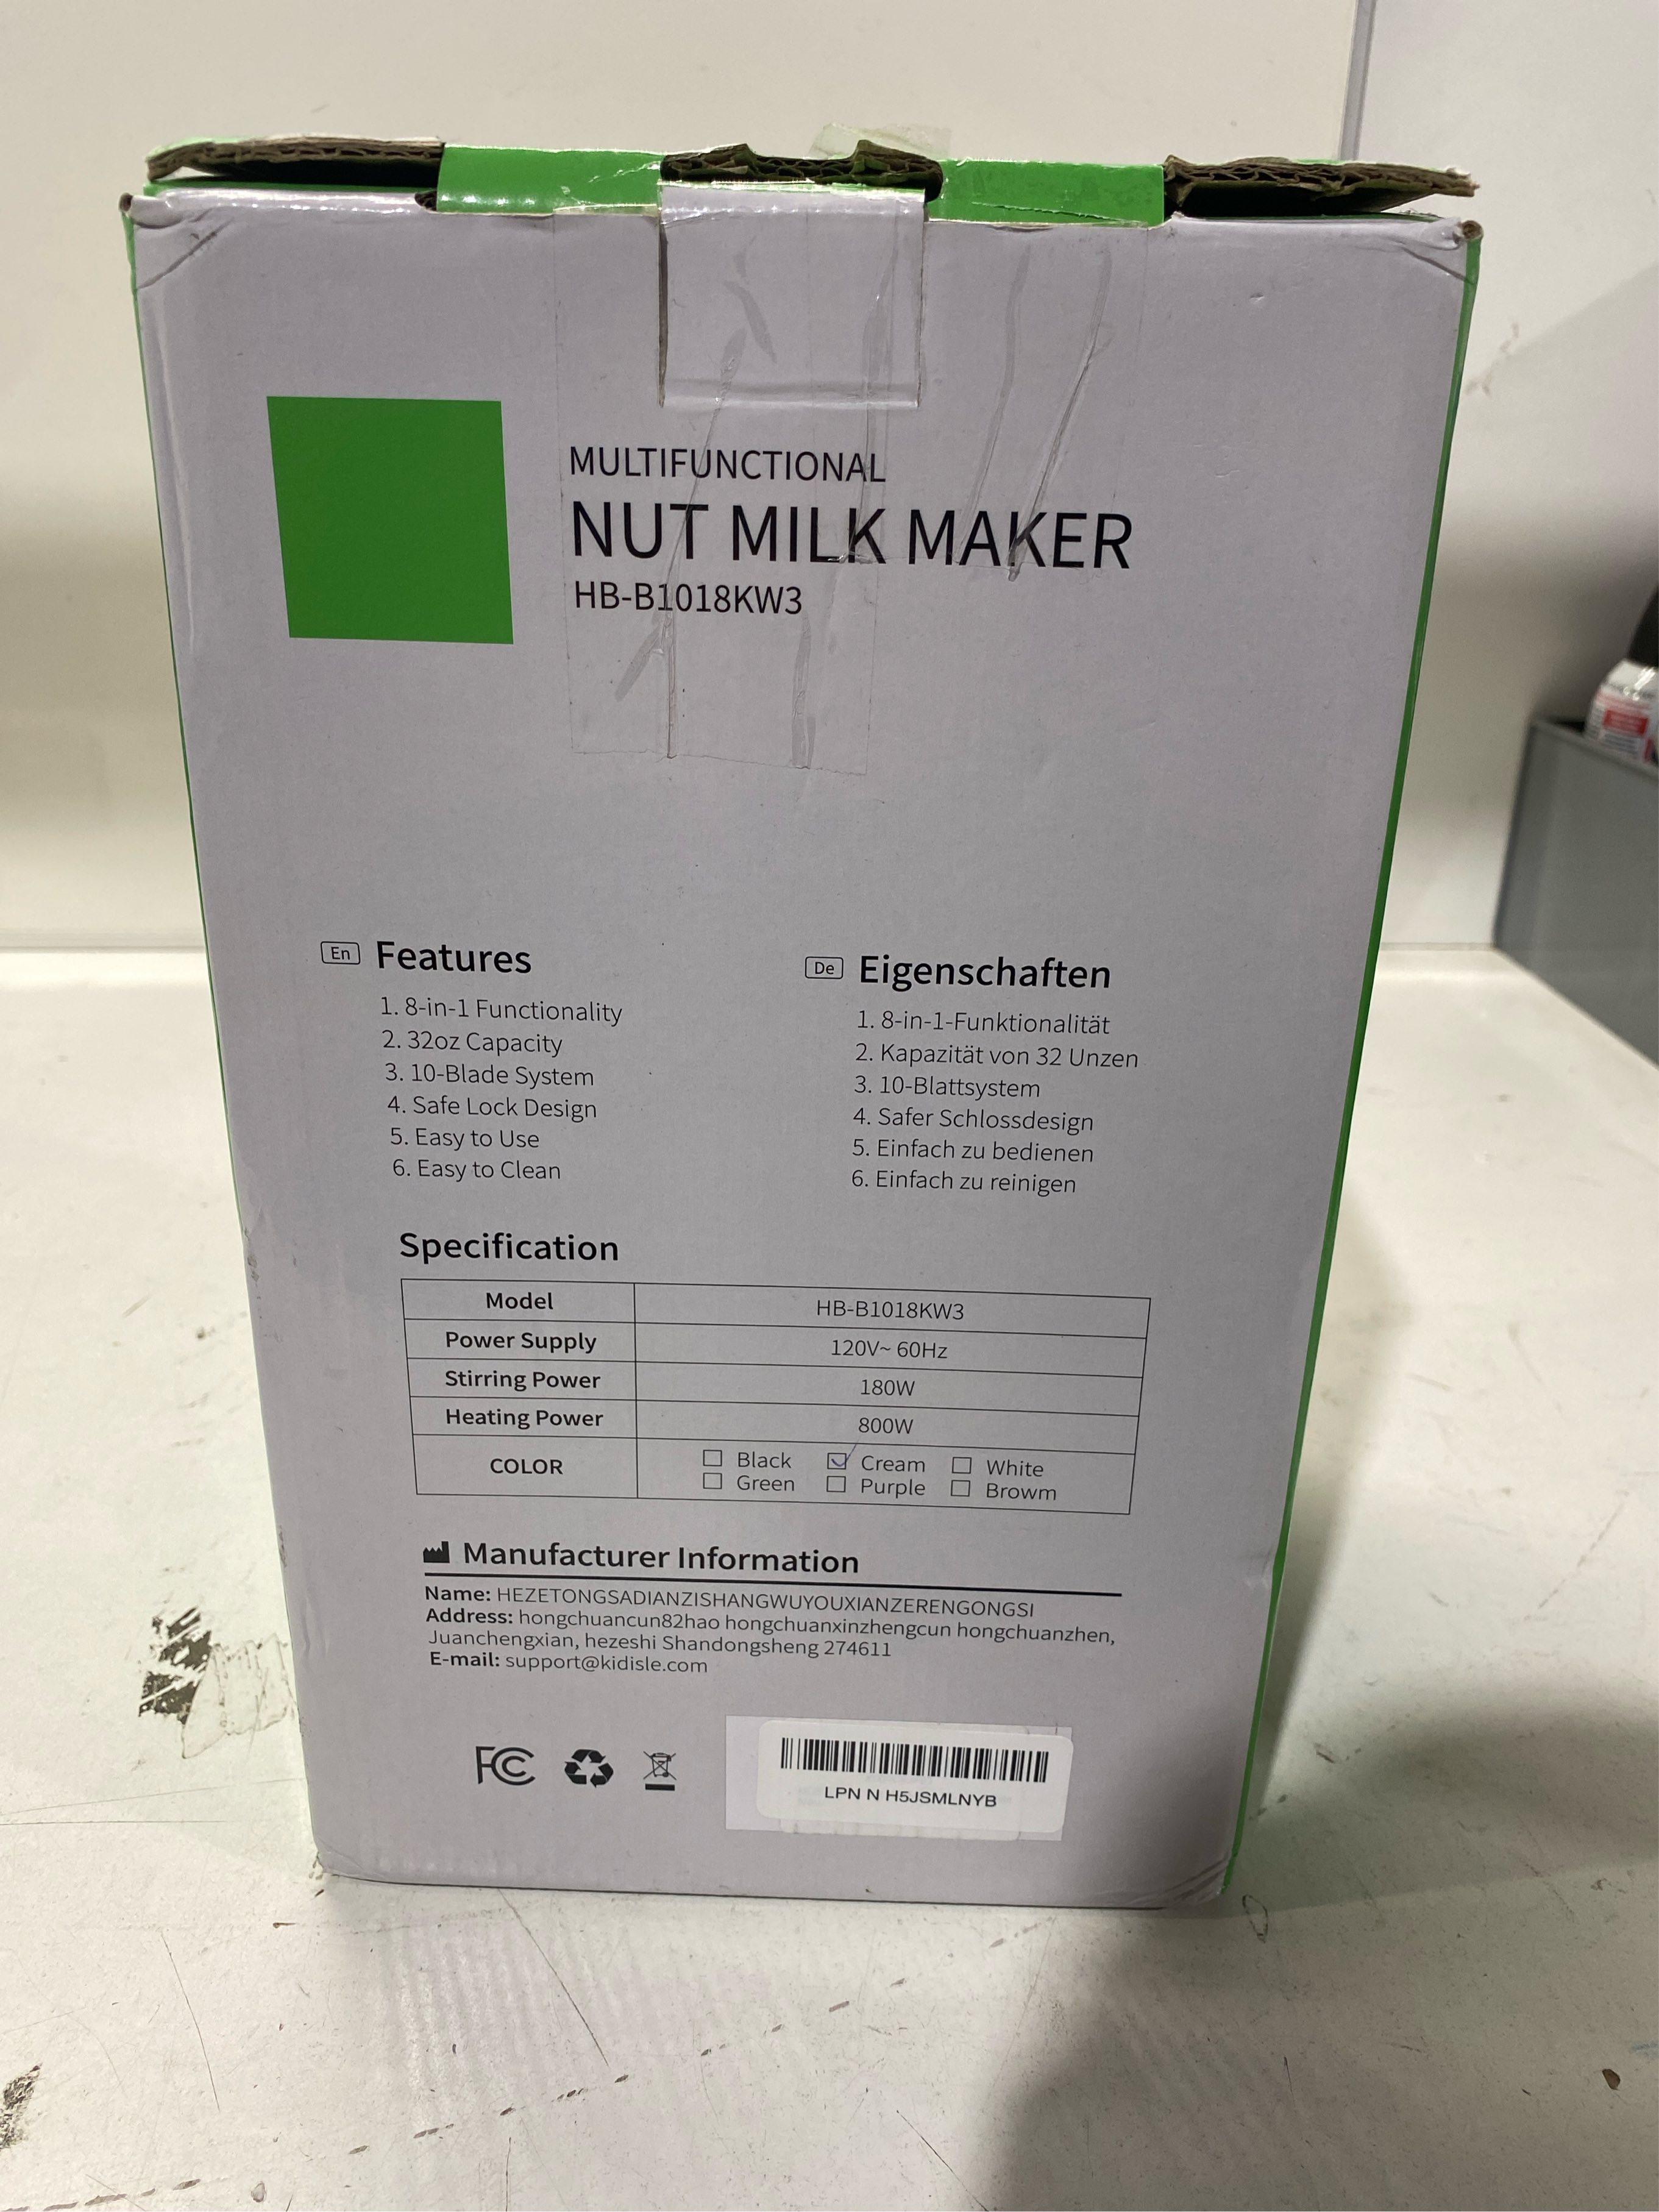 MULTIFUNCTIONAL
NUT MILK MAKER
HB-B1018KW3
En Features
1. 8-in-1 Functionality
2. 32oz Capacity
3. 10-Blade System
4. Safe Lock Design
5. Easy to Use
6. Easy to Clean
De Eigenschaften
1. 8-in-1-Funktionalität
2. Kapazität von 32 Unzen
3. 10-Blattsystem
4. Safer Schlossdesign
5. Einfach zu bedienen
6. Einfach zu reinigen
Specification
Model HB-B1018KW3
Power Supply 120V~ 60Hz
Stirring Power 180W
Heating Power 800W
COLOR
Black Cream White
Green Purple Browm
Manufacturer Information
Name: HEZETONGSADIANZISHANGWUYOUXIANZERENGONGSI
Address: hongchuancun82hao hongchuanxinzhengcun hongchuanzhen,
Juanchengxian, hezeshi Shandongsheng 274611
E-mail: support@kidisle.com
FC
LPN N H5JSMLNYB